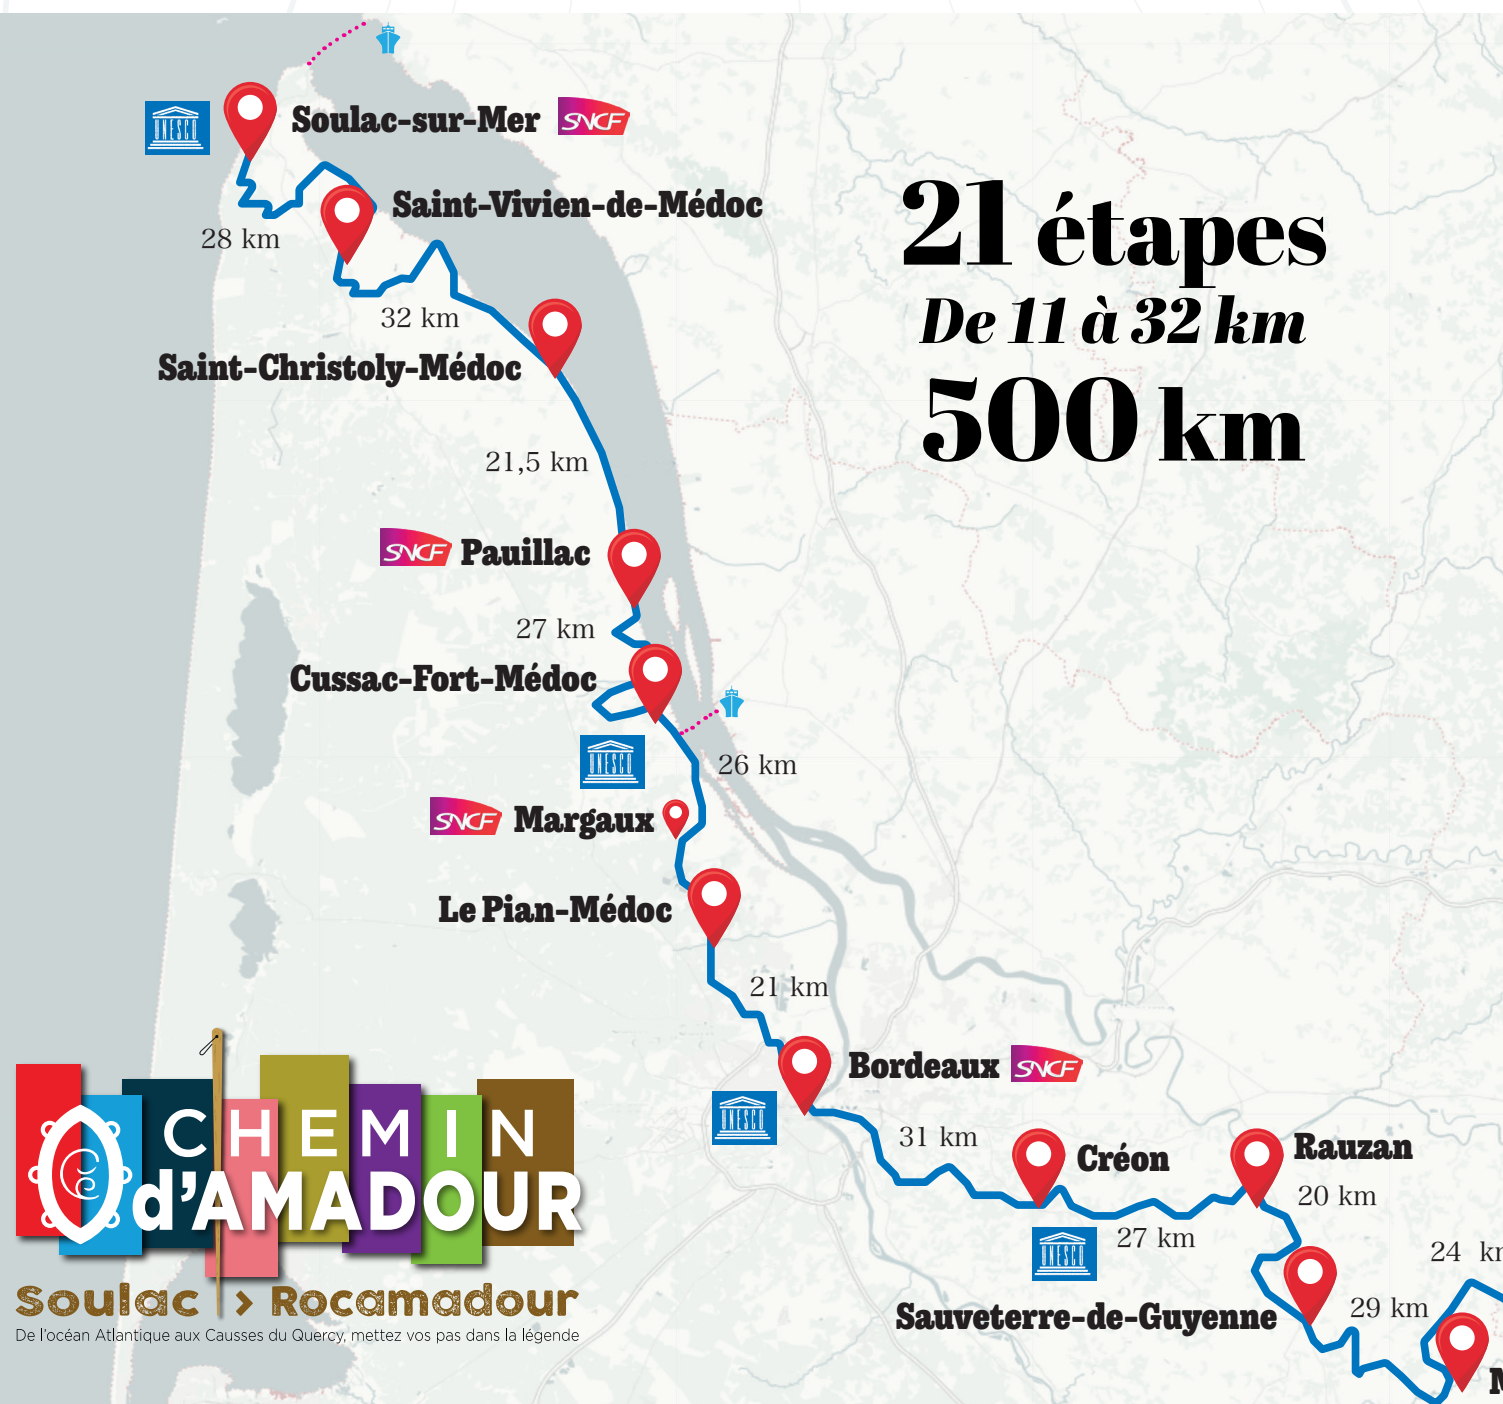 UNESCO
Soulac-sur-Mer
SNCF
Saint-Vivien-de-Médoc
28 km
32 km
Saint-Christoly-Médoc
21 étapes
De 11 à 32 km
500 km
21,5 km
SNCF
Pauillac
27 km
Cussac-Fort-Médoc
UNESCO
26 km
SNCF
Margaux
Le Pian-Médoc
21 km
Bordeaux
SNCF
UNESCO
31 km
Créon
UNESCO
27 km
Rauzan
20 km
Sauveterre-de-Guyenne
29 km
24 km
CHEMIN
d'AMADOUR
Soulac > Rocamadour
De l'océan Atlantique aux Causses du Quercy, mettez vos pas dans la légende